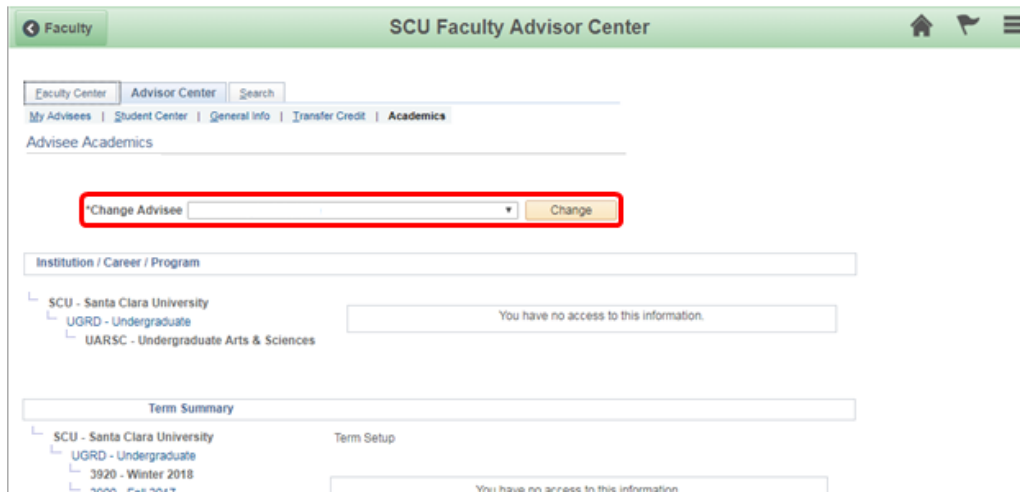 Faculty
SCU Faculty Advisor Center
Faculty Center Advisor Center Search
My Advisees | Student Center | General Info | Transfer Credit | Academics
Advisee Academics
*Change Advisee Change
Institution / Career / Program
SCU - Santa Clara University
UGRD - Undergraduate
UARSC - Undergraduate Arts & Sciences
You have no access to this information.
Term Summary
SCU - Santa Clara University
UGRD - Undergraduate
3920 - Winter 2018
Fall 2017
Term Setup
You have no access to this information.